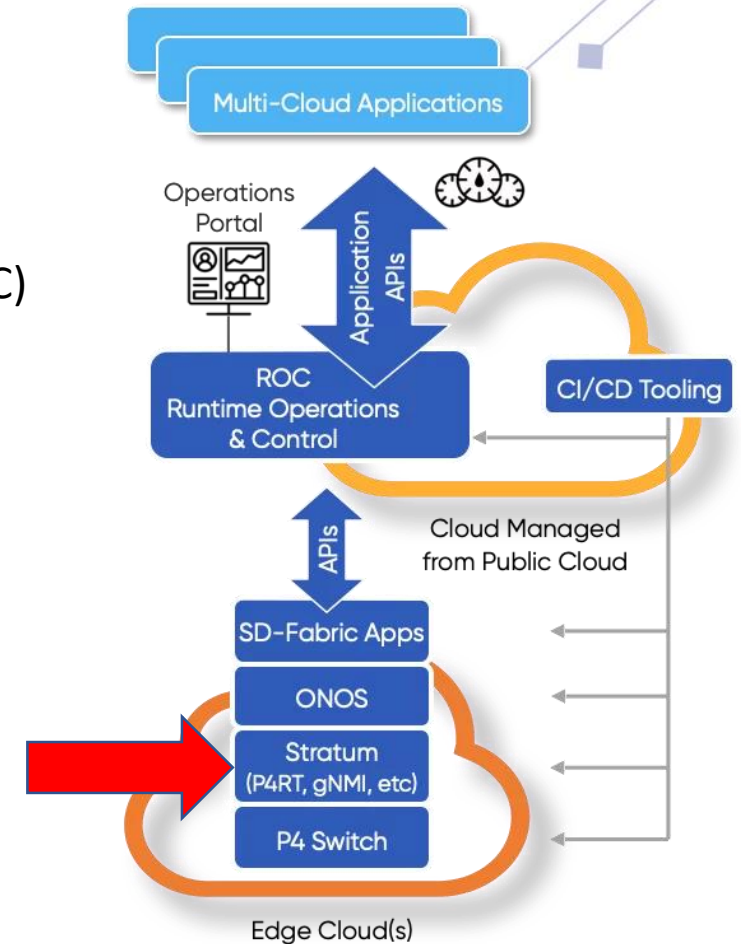 Multi-Cloud Applications
Operations
Portal
Application
APIs
C)
ROC
Runtime Operations
& Control
CI/CD Tooling
Cloud Managed
from Public Cloud
APIs
SD-Fabric Apps
ONOS
Stratum
(P4RT, gNMI, etc)
P4 Switch
Edge Cloud(s)